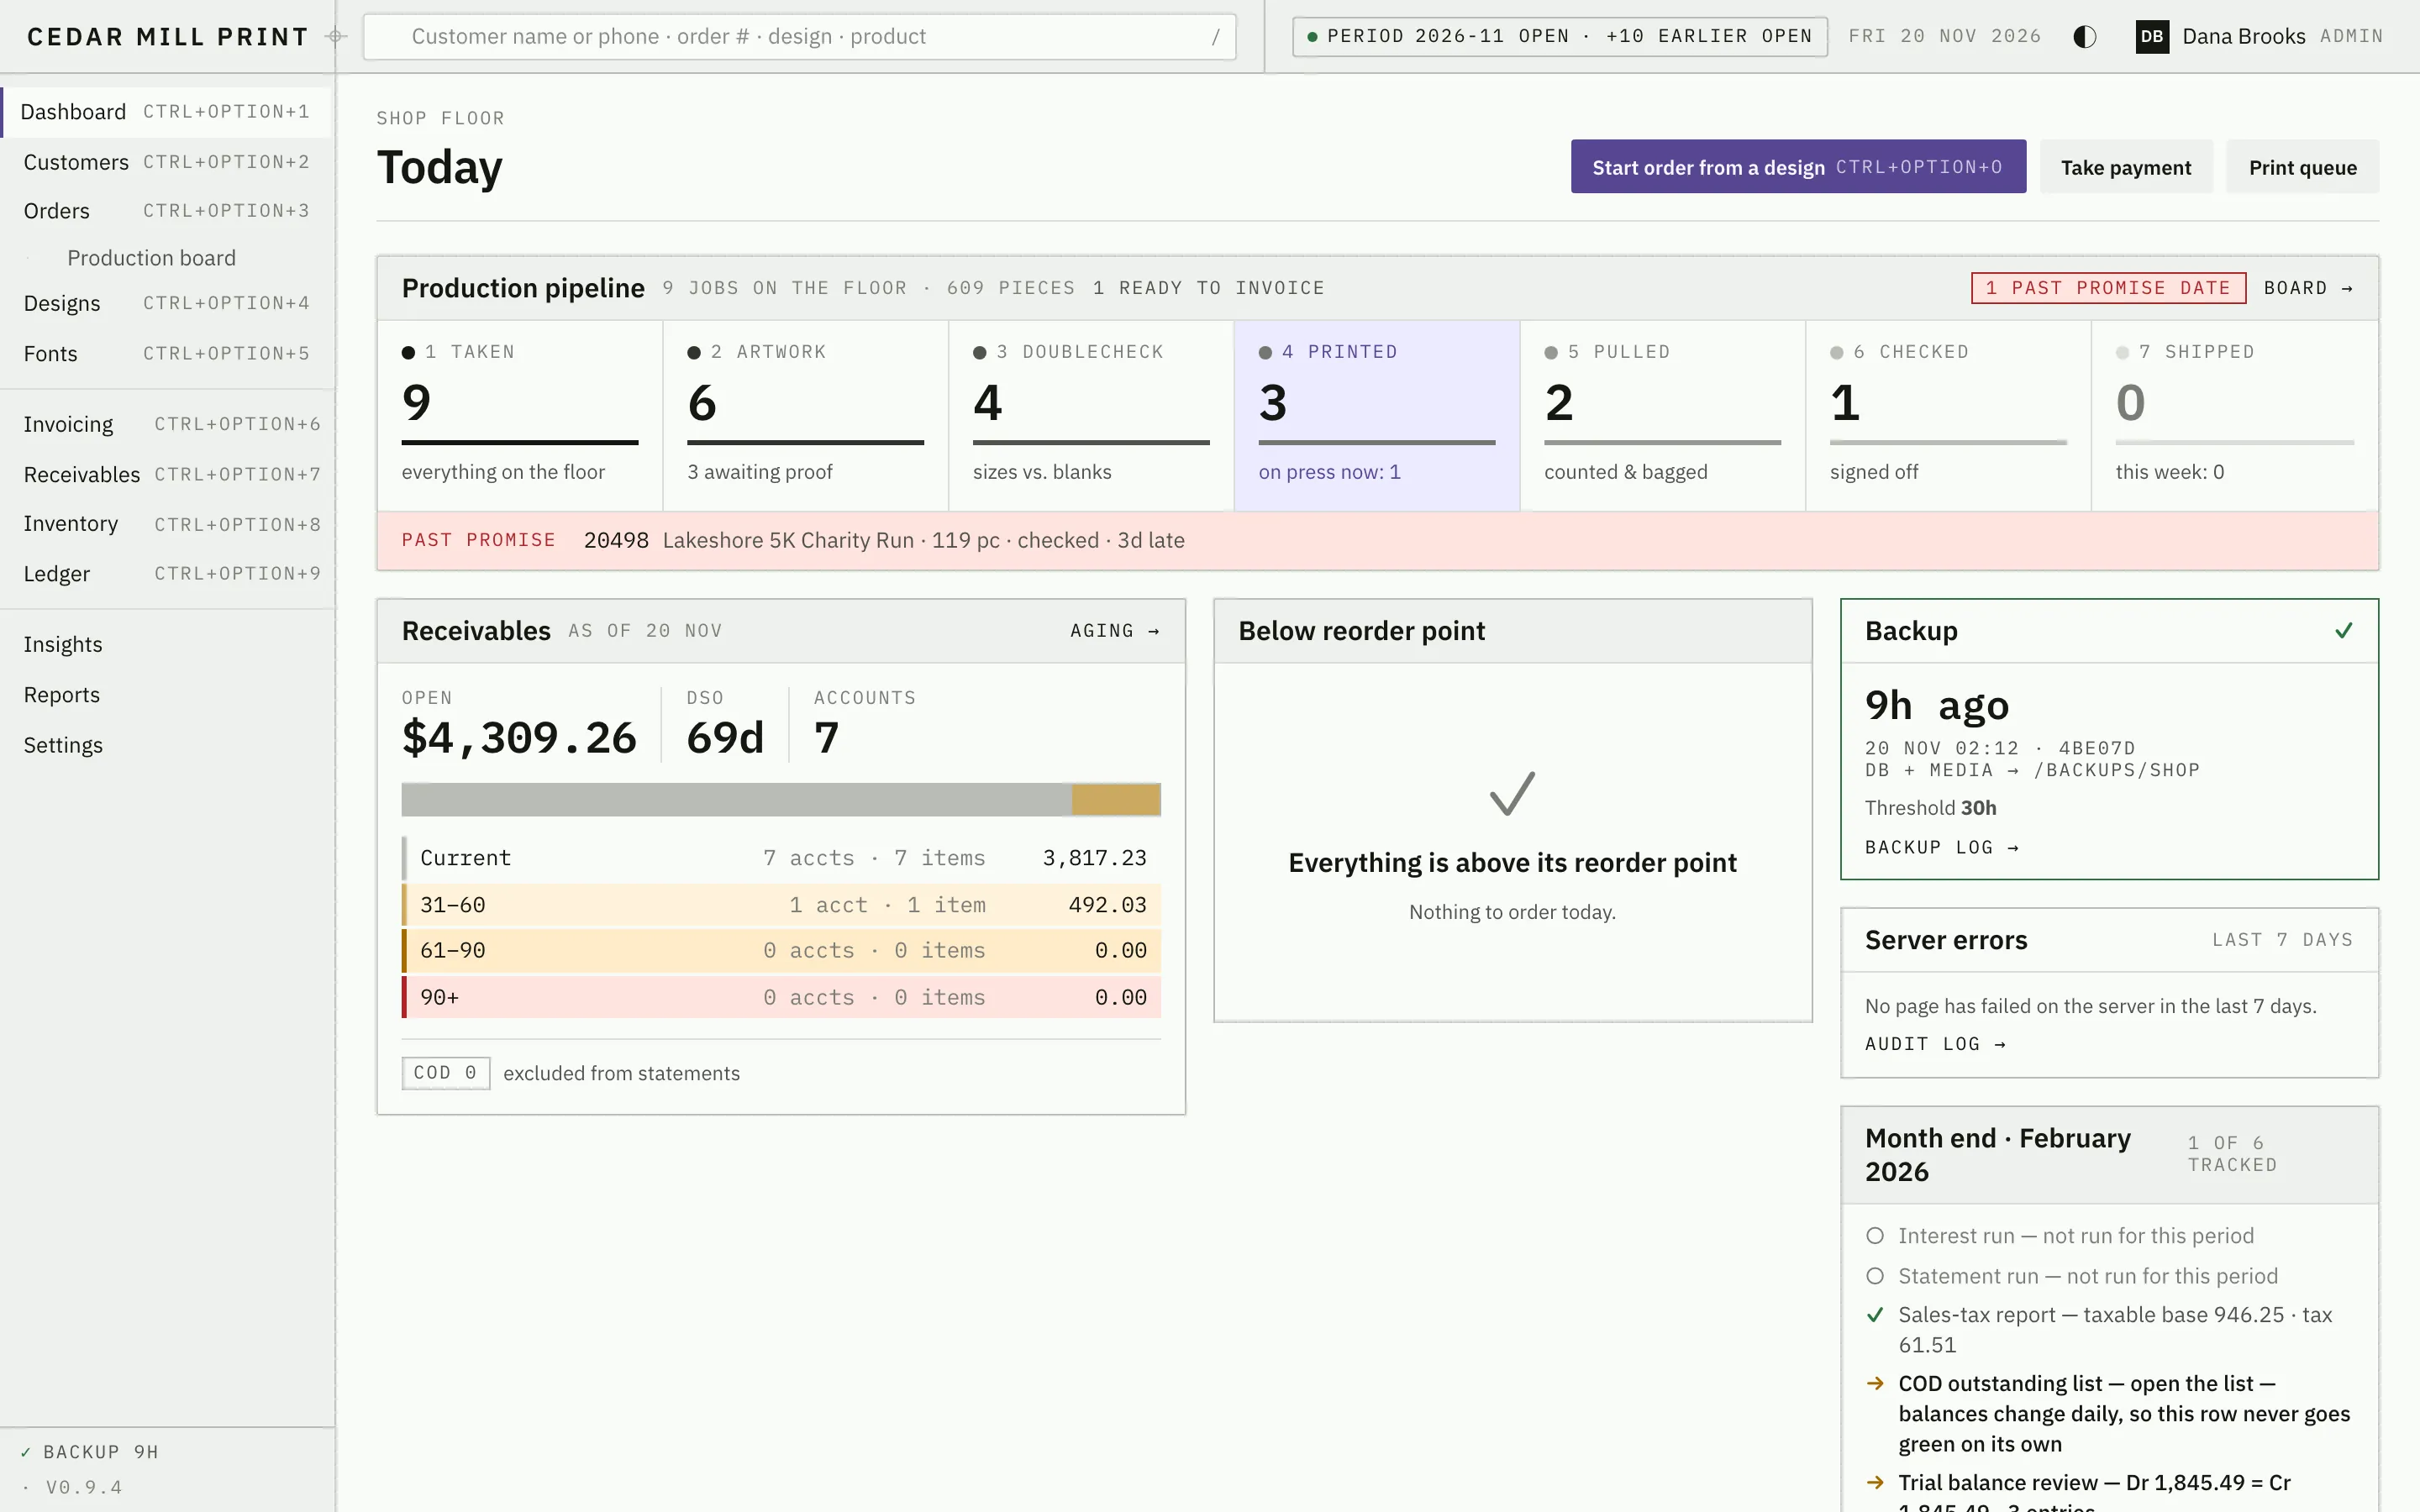 CEDAR MILL PRINT
Customer name or phone · order # · design · product /
PERIOD 2026-11 OPEN · +10 EARLIER OPEN
FRI 20 NOV 2026
DB Dana Brooks ADMIN
Dashboard CTRL+OPTION+1
Customers CTRL+OPTION+2
Orders CTRL+OPTION+3
Production board
Designs CTRL+OPTION+4
Fonts CTRL+OPTION+5
Invoicing CTRL+OPTION+6
Receivables CTRL+OPTION+7
Inventory CTRL+OPTION+8
Ledger CTRL+OPTION+9
Insights
Reports
Settings
✓ BACKUP 9H
· V0.9.4
SHOP FLOOR
Today
Start order from a design CTRL+OPTION+O
Take payment
Print queue
Production pipeline 9 JOBS ON THE FLOOR · 609 PIECES 1 READY TO INVOICE
1 PAST PROMISE DATE BOARD →
1 TAKEN
9
everything on the floor
2 ARTWORK
6
3 awaiting proof
3 DOUBLECHECK
4
sizes vs. blanks
4 PRINTED
3
on press now: 1
5 PULLED
2
counted & bagged
6 CHECKED
1
signed off
7 SHIPPED
0
this week: 0
PAST PROMISE 20498 Lakeshore 5K Charity Run · 119 pc · checked · 3d late
Receivables AS OF 20 NOV AGING →
OPEN
$4,309.26
DSO
69d
ACCOUNTS
7
Current 7 accts · 7 items 3,817.23
31–60 1 acct · 1 item 492.03
61–90 0 accts · 0 items 0.00
90+ 0 accts · 0 items 0.00
COD 0 excluded from statements
Below reorder point
Everything is above its reorder point
Nothing to order today.
Backup ✓
9h ago
20 NOV 02:12 · 4BE07D
DB + MEDIA → /BACKUPS/SHOP
Threshold 30h
BACKUP LOG →
Server errors LAST 7 DAYS
No page has failed on the server in the last 7 days.
AUDIT LOG →
Month end · February
2026
1 OF 6
TRACKED
Interest run — not run for this period
Statement run — not run for this period
✓ Sales-tax report — taxable base 946.25 · tax
61.51
→ COD outstanding list — open the list —
balances change daily, so this row never goes
green on its own
→ Trial balance review — Dr 1,845.49 = Cr
1,845.49 · 3 entries